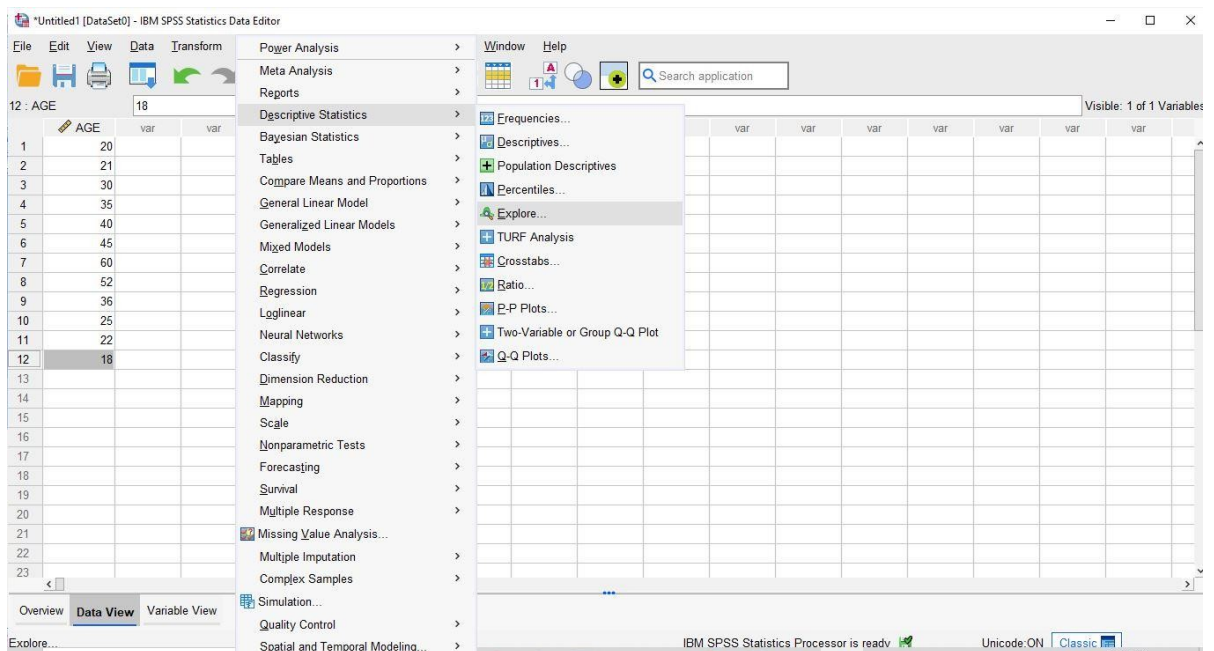 *Untitled1 [DataSet0] - IBM SPSS Statistics Data Editor
File Edit View Data Transform Window Help
Search application
12 : AGE 18 Visible: 1 of 1 Variables
AGE var var var var var var var var var
1 20
2 21
3 30
4 35
5 40
6 45
7 60
8 52
9 36
10 25
11 22
12 18
13
14
15
16
17
18
19
20
21
22
23
Power Analysis
Meta Analysis
Reports
Descriptive Statistics
Bayesian Statistics
Tables
Compare Means and Proportions
General Linear Model
Generalized Linear Models
Mixed Models
Correlate
Regression
Loglinear
Neural Networks
Classify
Dimension Reduction
Mapping
Scale
Nonparametric Tests
Forecasting
Survival
Multiple Response
Missing Value Analysis...
Multiple Imputation
Complex Samples
Simulation...
Quality Control
Spatial and Temporal Modeling...
Frequencies...
Descriptives...
Population Descriptives
Percentiles...
Explore...
TURF Analysis
Crosstabs...
Ratio...
P-P Plots...
Two-Variable or Group Q-Q Plot
Q-Q Plots...
Overview Data View Variable View
Explore... IBM SPSS Statistics Processor is ready Unicode:ON Classic